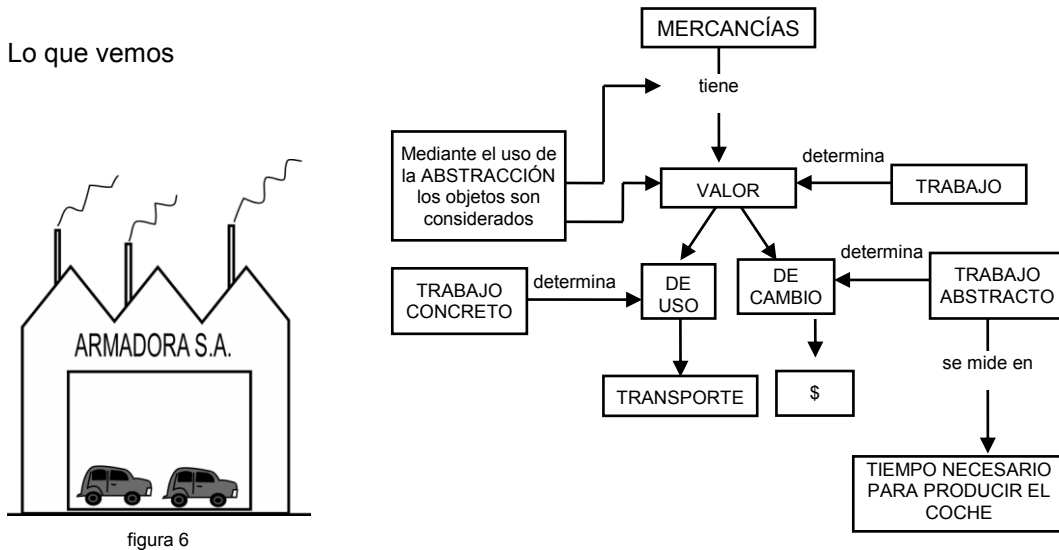 Lo que vemos
ARMADORA S.A.
figura 6
MERCANCÍAS
tiene
Mediante el uso de
la ABSTRACCIÓN
los objetos son
considerados
VALOR
determina
TRABAJO
TRABAJO
CONCRETO
determina
DE
USO
DE
CAMBIO
determina
TRABAJO
ABSTRACTO
TRANSPORTE
$
se mide en
TIEMPO NECESARIO
PARA PRODUCIR EL
COCHE